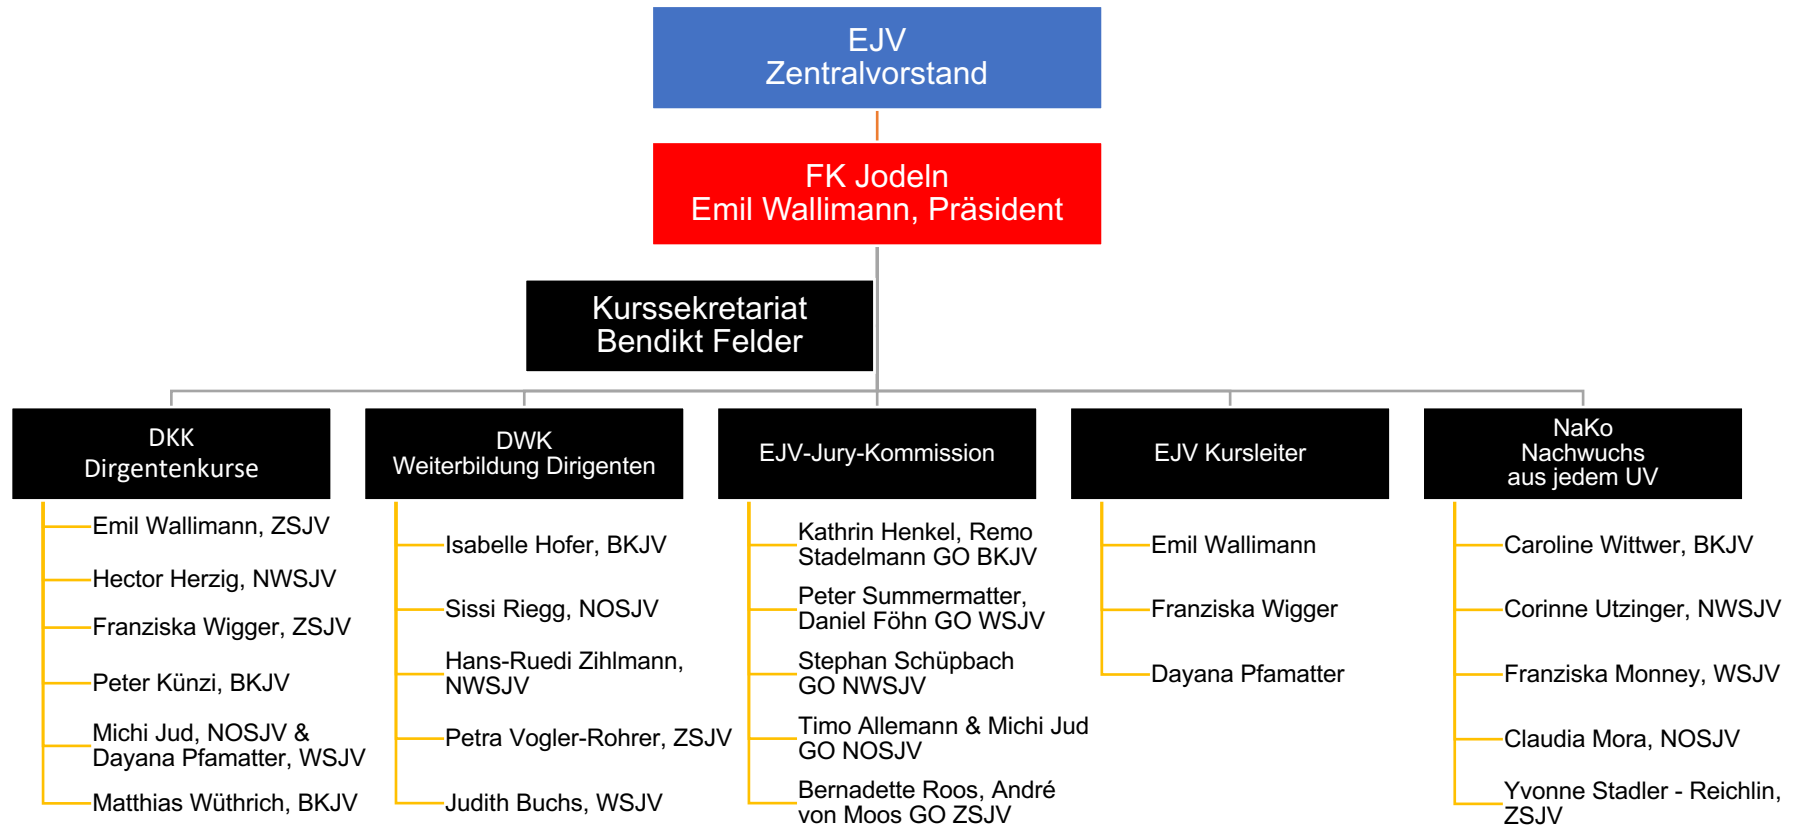 EJV
Zentralvorstand
FK Jodeln
Emil Wallimann, Präsident
Kurssekretariat
Bendikt Felder
DKK
Dirgentenkurse
Emil Wallimann, ZSJV
Hector Herzig, NWSJV
Franziska Wigger, ZSJV
Peter Künzi, BKJV
Michi Jud, NOSJV &
Dayana Pfamatter, WSJV
Matthias Wüthrich, BKJV
DWK
Weiterbildung Dirigenten
Isabelle Hofer, BKJV
Sissi Riegg, NOSJV
Hans-Ruedi Zihlmann,
NWSJV
Petra Vogler-Rohrer, ZSJV
Judith Buchs, WSJV
EJV-Jury-Kommission
Kathrin Henkel, Remo
Stadelmann GO BKJV
Peter Summermatter,
Daniel Föhn GO WSJV
Stephan Schüpbach
GO NWSJV
Timo Allemann & Michi Jud
GO NOSJV
Bernadette Roos, André
von Moos GO ZSJV
EJV Kursleiter
Emil Wallimann
Franziska Wigger
Dayana Pfamatter
NaKo
Nachwuchs
aus jedem UV
Caroline Wittwer, BKJV
Corinne Utzinger, NWSJV
Franziska Monney, WSJV
Claudia Mora, NOSJV
Yvonne Stadler - Reichlin,
ZSJV